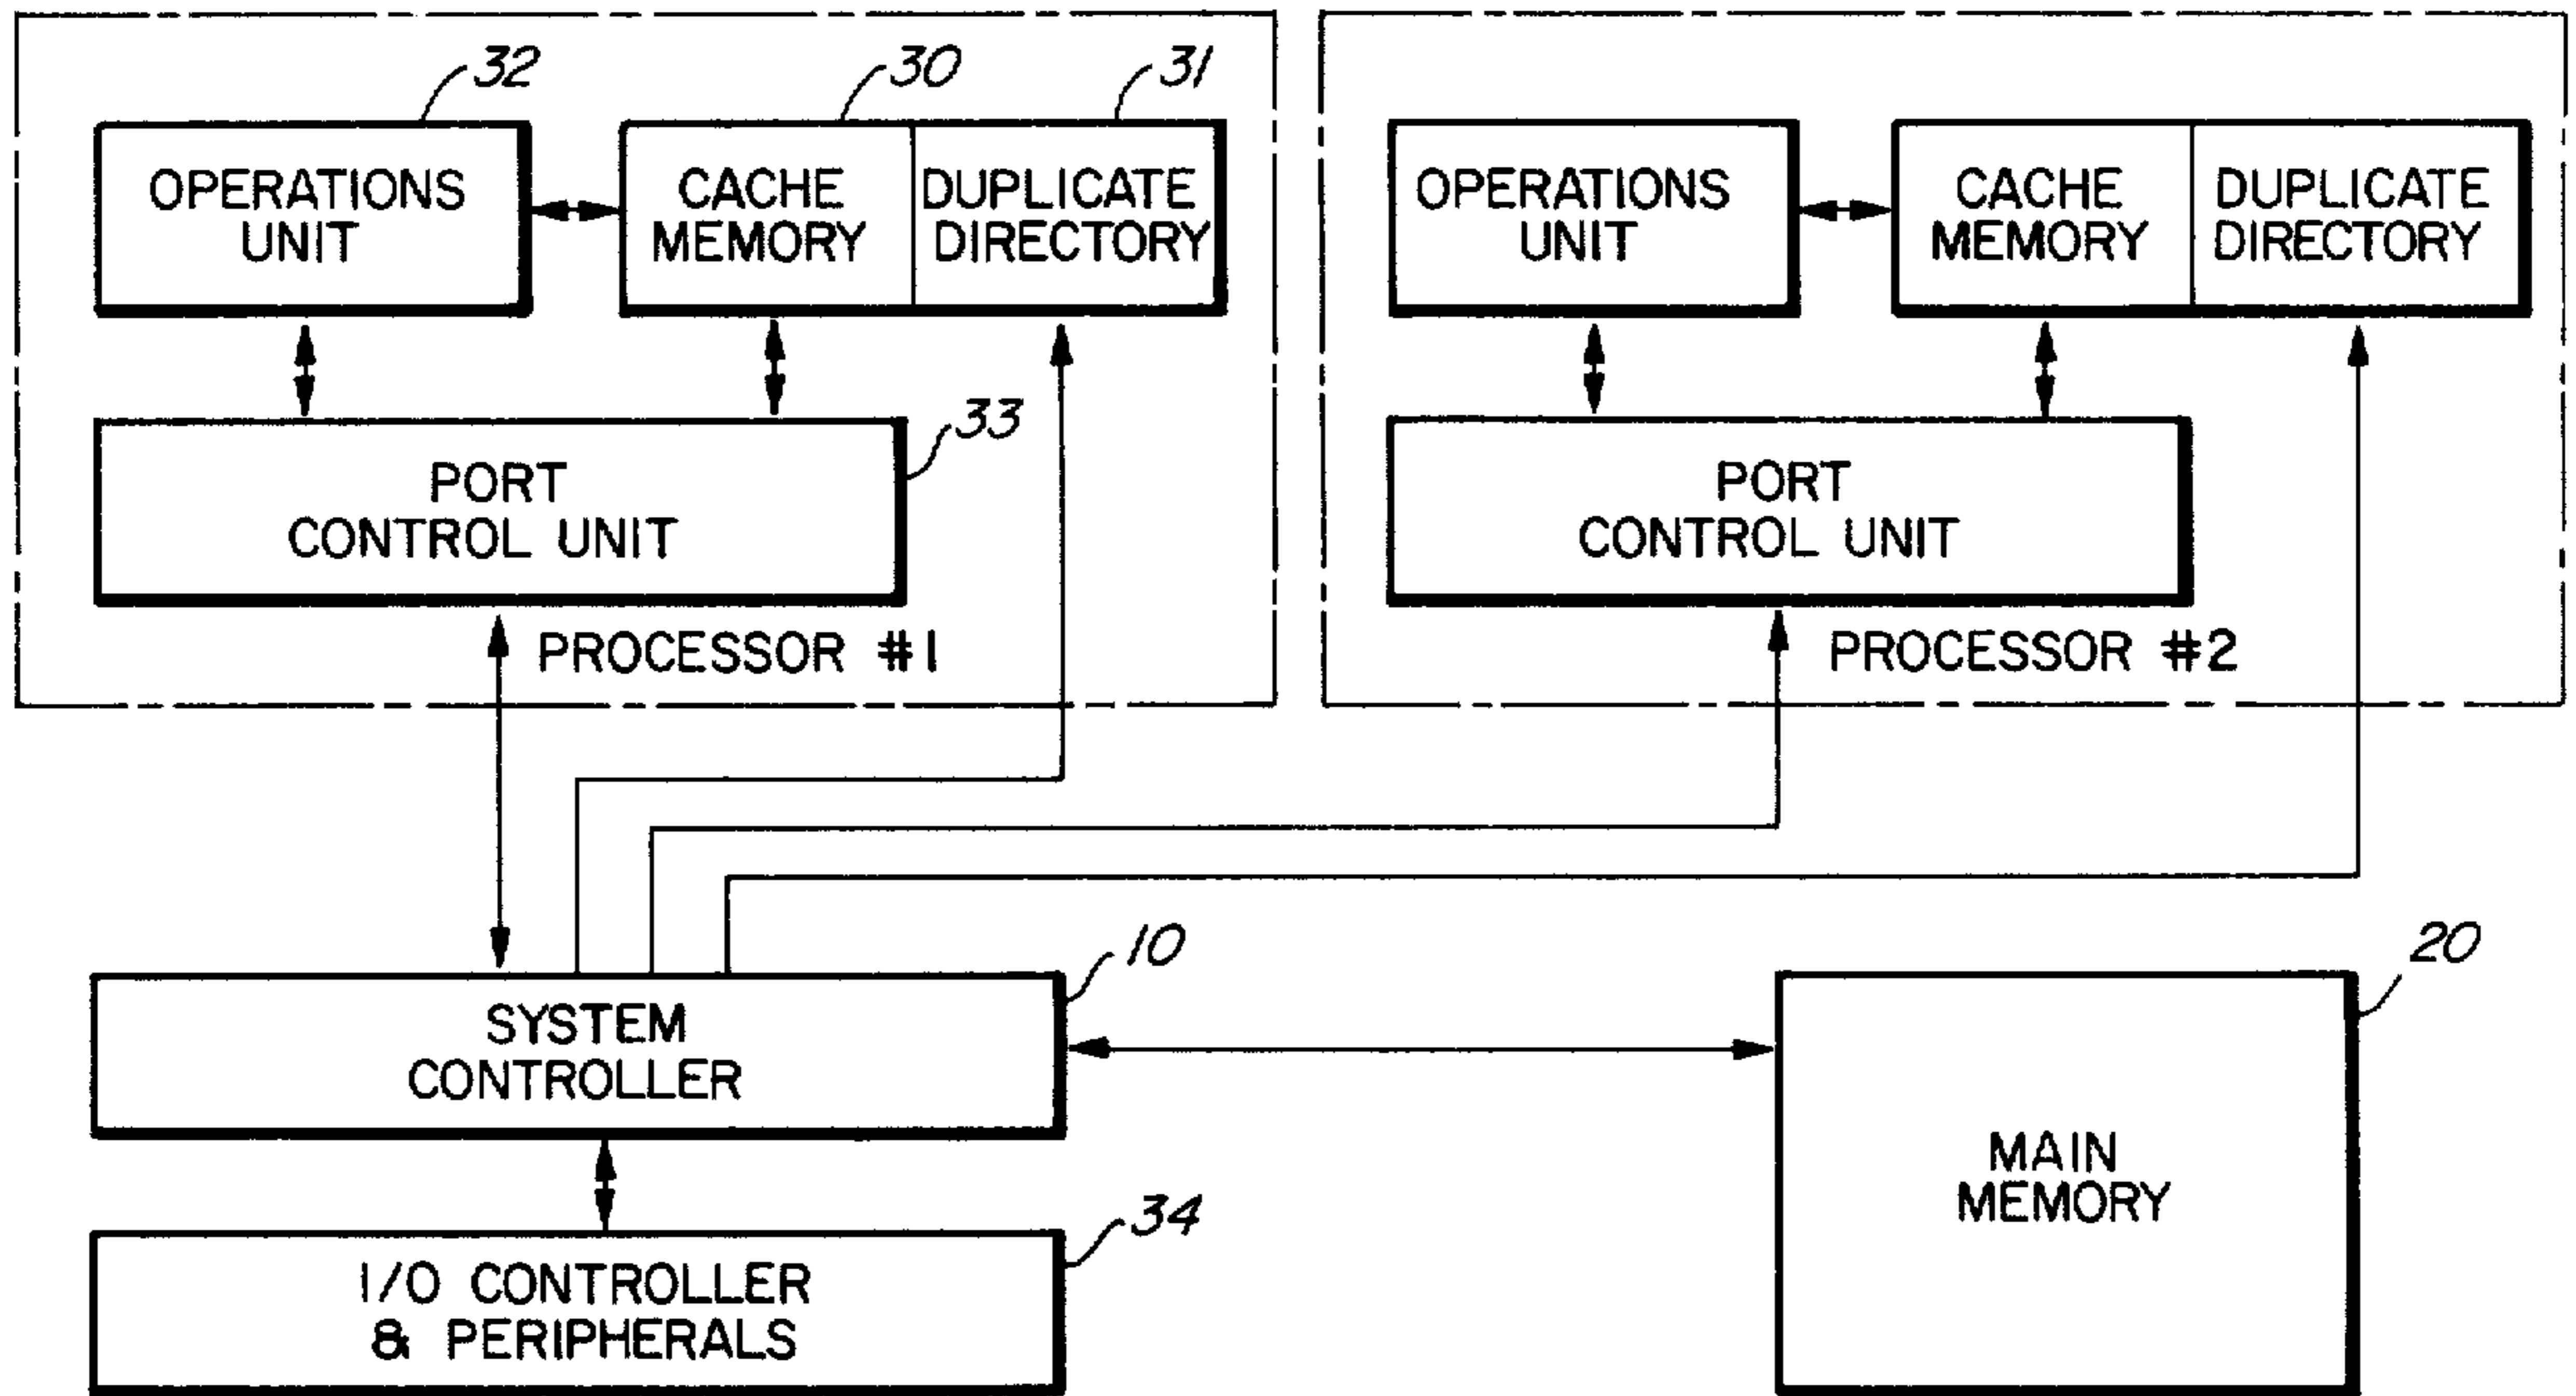 32
30
31
OPERATIONS
UNIT
CACHE
MEMORY
DUPLICATE
DIRECTORY
OPERATIONS
UNIT
CACHE
MEMORY
DUPLICATE
DIRECTORY
33
PORT
CONTROL UNIT
PORT
CONTROL UNIT
PROCESSOR #1
PROCESSOR #2
10
20
SYSTEM
CONTROLLER
MAIN
MEMORY
34
I/O CONTROLLER
& PERIPHERALS